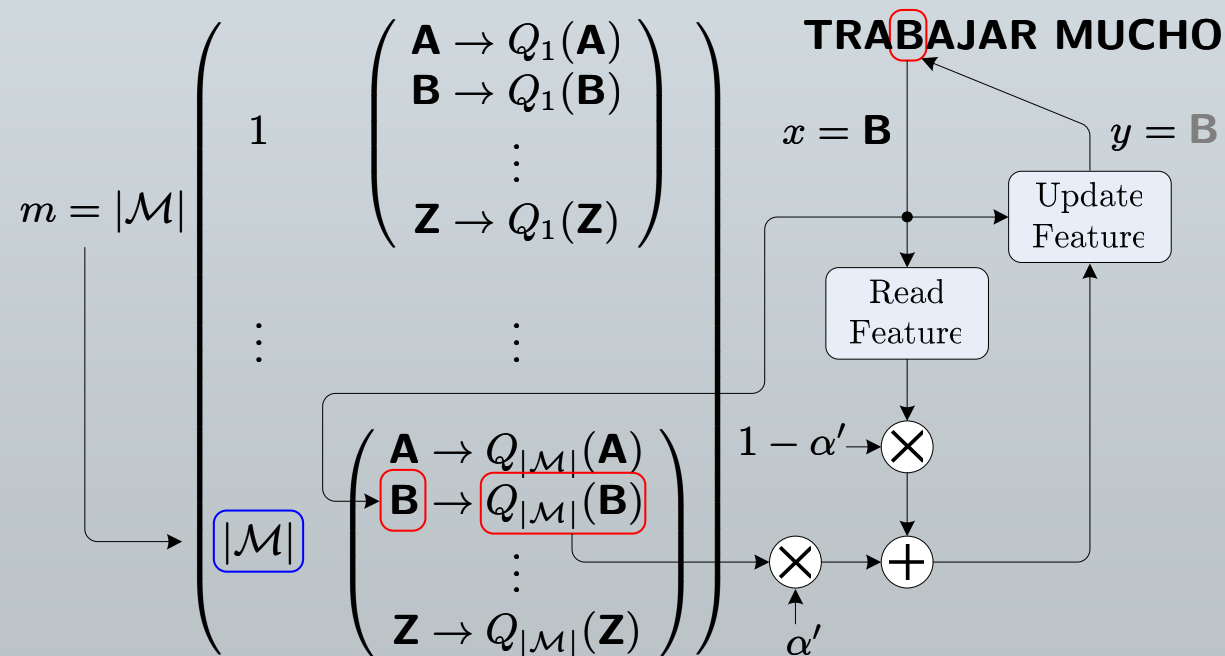 TRABAJAR MUCHO
A → Q₁(A)
B → Q₁(B)
1
⋮
Z → Q₁(Z)
x = B
y = B
m = |ℳ|
Update
Feature
Read
Feature
⋮ ⋮
1 − α′
×
A → Q|ℳ|(A)
B → Q|ℳ|(B)
|ℳ|
⋮
Z → Q|ℳ|(Z)
×
+
α′